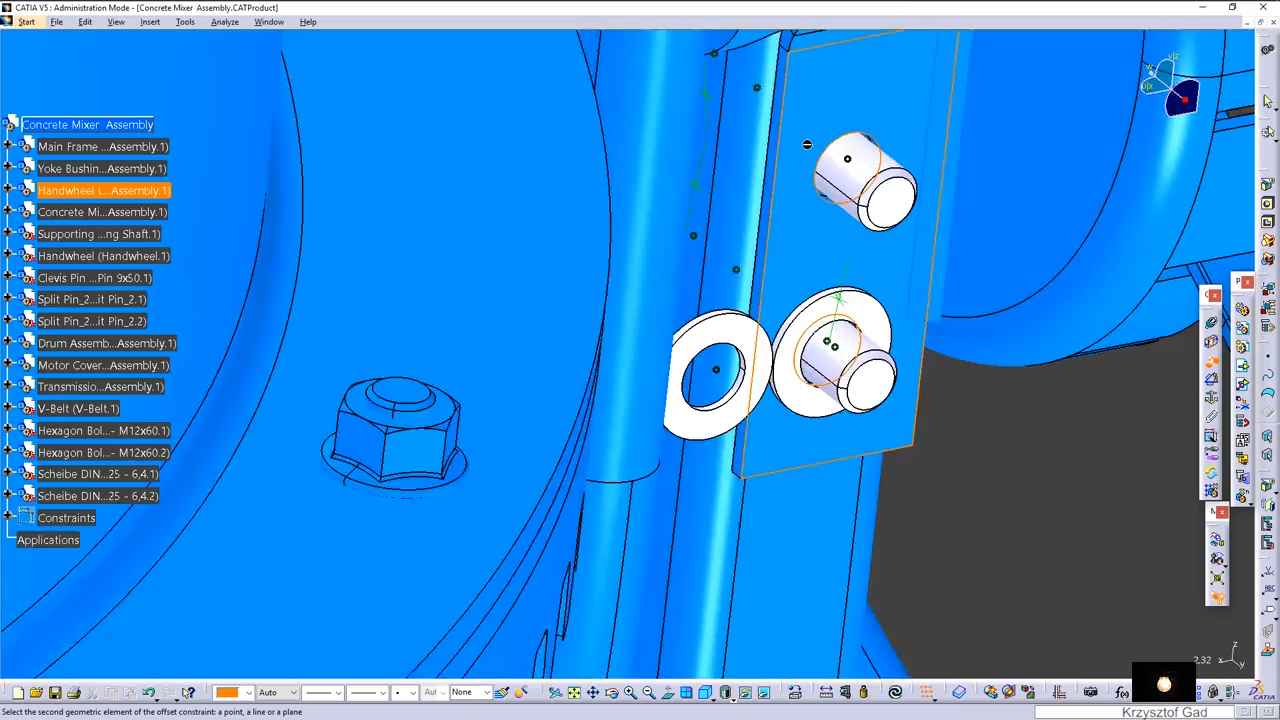 CATIA V5 : Administration Mode - [Concrete Mixer Assembly.CATProduct]
Start File Edit View Insert Tools Analyze Window Help
Concrete Mixer Assembly
Main Frame ...Assembly.1)
Yoke Bushin...Assembly.1)
Handwheel L...Assembly.1)
Concrete Mi...Assembly.1)
Supporting ...ng Shaft.1)
Handwheel (Handwheel.1)
Clevis Pin ...Pin 9x50.1)
Split Pin_2...it Pin_2.1)
Split Pin_2...it Pin_2.2)
Drum Assemb...Assembly.1)
Motor Cover...Assembly.1)
Transmissio...Assembly.1)
V-Belt (V-Belt.1)
Hexagon Bol...- M12x60.1)
Hexagon Bol...- M12x60.2)
Scheibe DIN...25 - 6,4.1)
Scheibe DIN...25 - 6,4.2)
Constraints
Applications
2.32
z
x
y
Auto
Aut
None
Select the second geometric element of the offset constraint: a point, a line or a plane
Krzysztof Gad